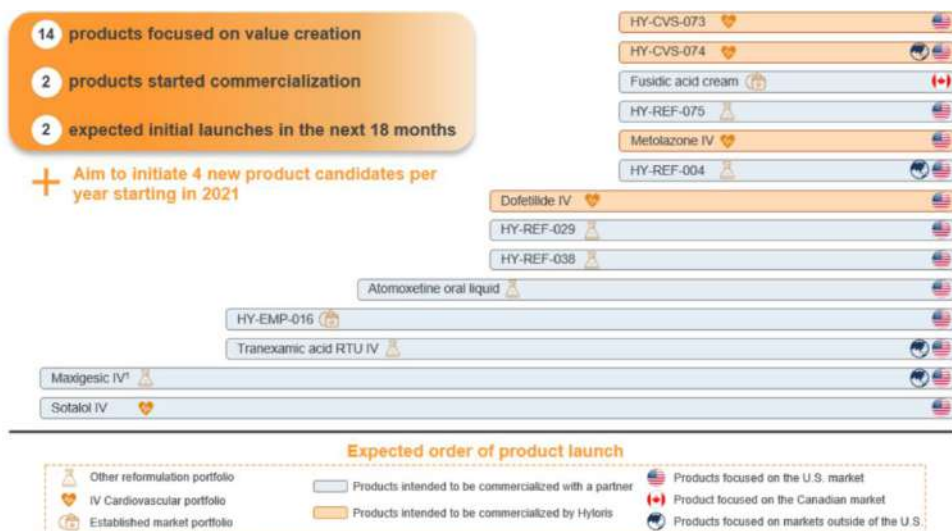 14 products focused on value creation
2 products started commercialization
2 expected initial launches in the next 18 months
+ Aim to initiate 4 new product candidates per
year starting in 2021
HY-CVS-073
HY-CVS-074
Fusidic acid cream
HY-REF-075
Metolazone IV
HY-REF-004
Dofetilide IV
HY-REF-029
HY-REF-038
Atomoxetine oral liquid
HY-EMP-016
Tranexamic acid RTU IV
Maxigesic IV¹
Sotalol IV
Expected order of product launch
Other reformulation portfolio
IV Cardiovascular portfolio
Established market portfolio
Products intended to be commercialized with a partner
Products intended to be commercialized by Hyloris
Products focused on the U.S. market
Product focused on the Canadian market
Products focused on markets outside of the U.S.